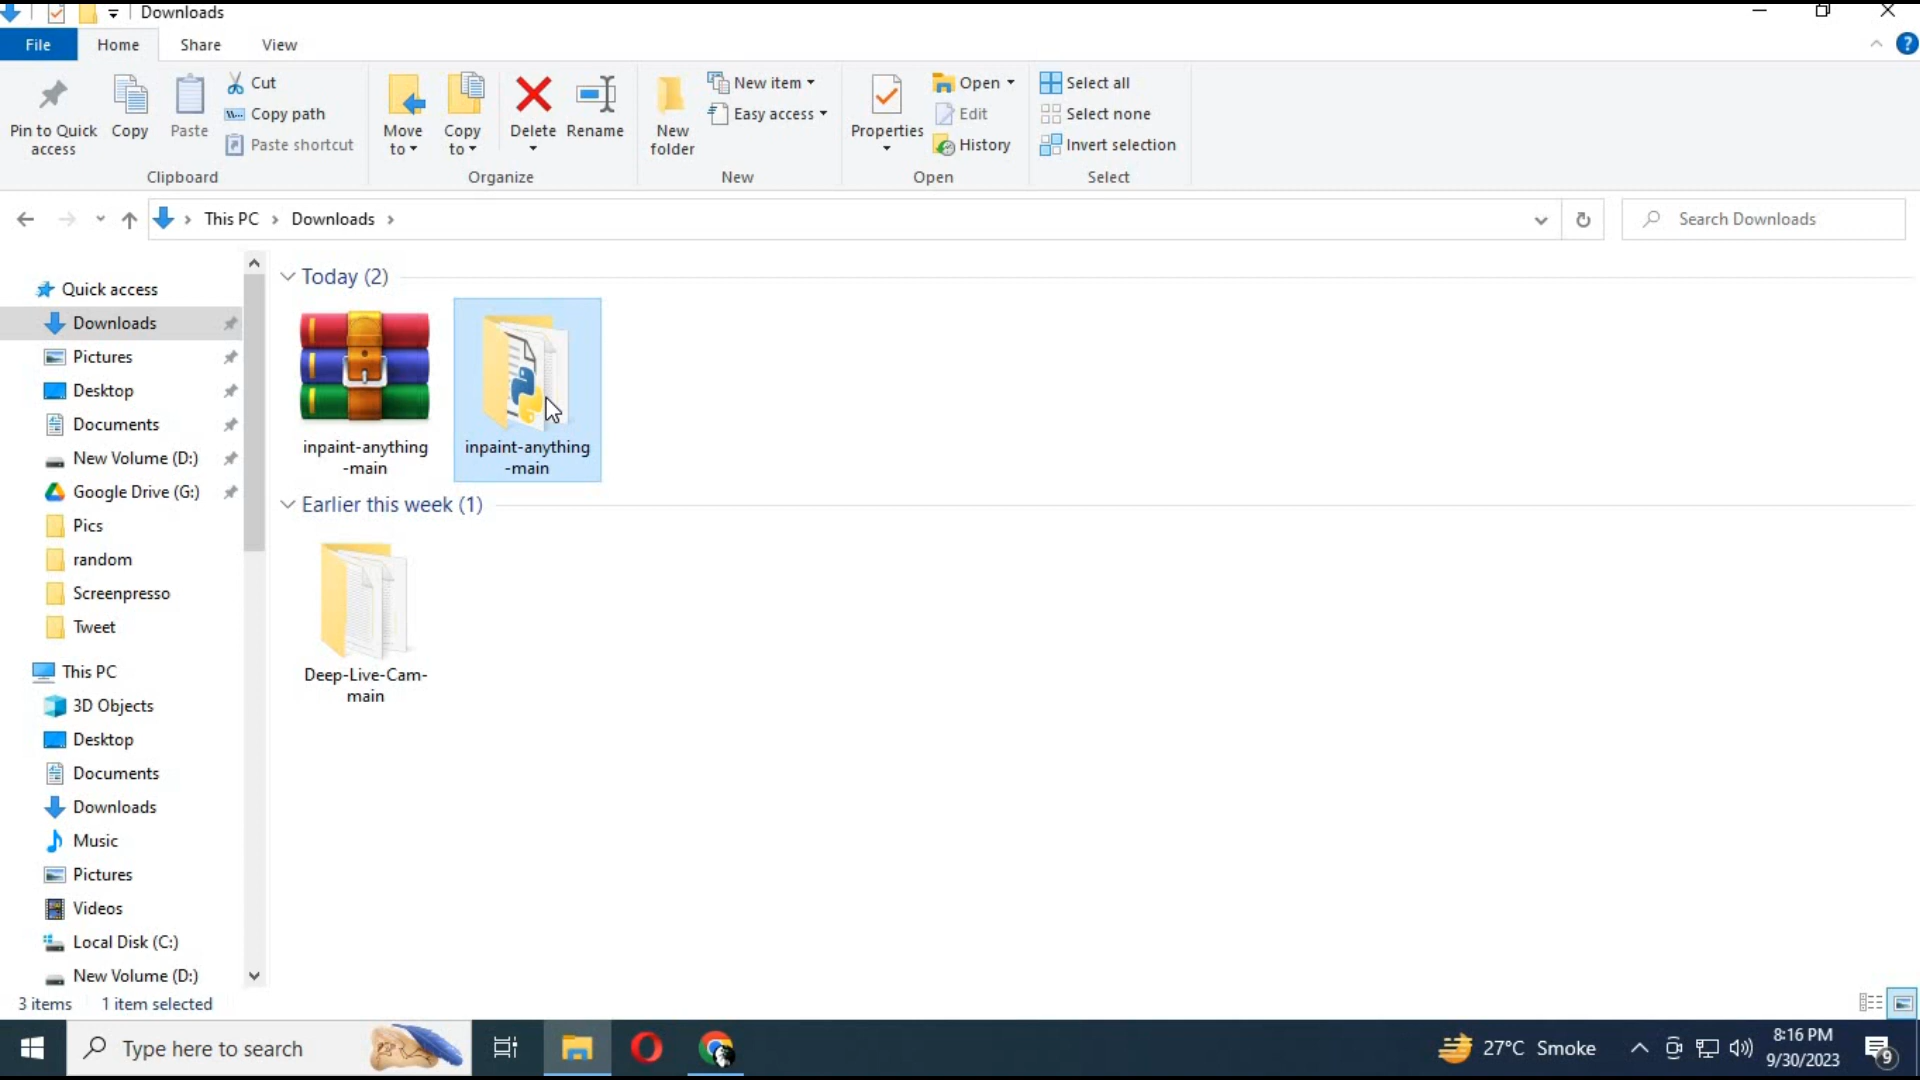 Downloads
File
Home
Share
View
Pin to Quick
access
Copy
Paste
Cut
Copy path
Paste shortcut
Clipboard
Move
to
Copy
to
Delete
Rename
Organize
New
folder
New item
Easy access
New
Properties
Open
Edit
History
Open
Select all
Select none
Invert selection
Select
This PC
Downloads
Search Downloads
Quick access
Downloads
Pictures
Desktop
Documents
New Volume (D:)
Google Drive (G:)
Pics
random
Screenpresso
Tweet
This PC
3D Objects
Desktop
Documents
Downloads
Music
Pictures
Videos
Local Disk (C:)
New Volume (D:)
Today (2)
inpaint-anything
-main
inpaint-anything
-main
Earlier this week (1)
Deep-Live-Cam-
main
3 items
1 item selected
Type here to search
27°C Smoke
8:16 PM
9/30/2023
9